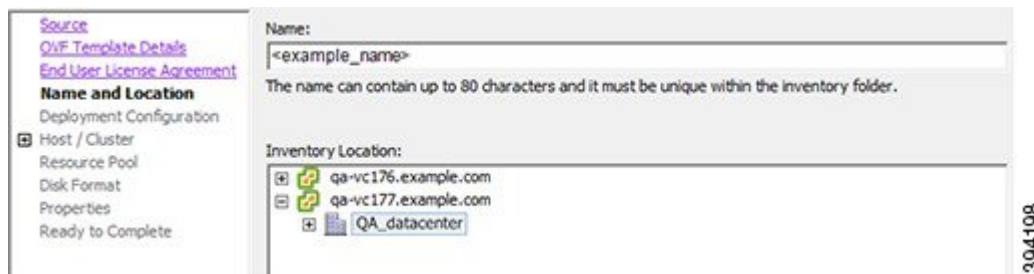 Source
OVF Template Details
End User License Agreement
Name and Location
Deployment Configuration
Host / Cluster
Resource Pool
Disk Format
Properties
Ready to Complete
Name:
<example_name>
The name can contain up to 80 characters and it must be unique within the inventory folder.
Inventory Location:
qa-vc176.example.com
qa-vc177.example.com
QA_datacenter
394198